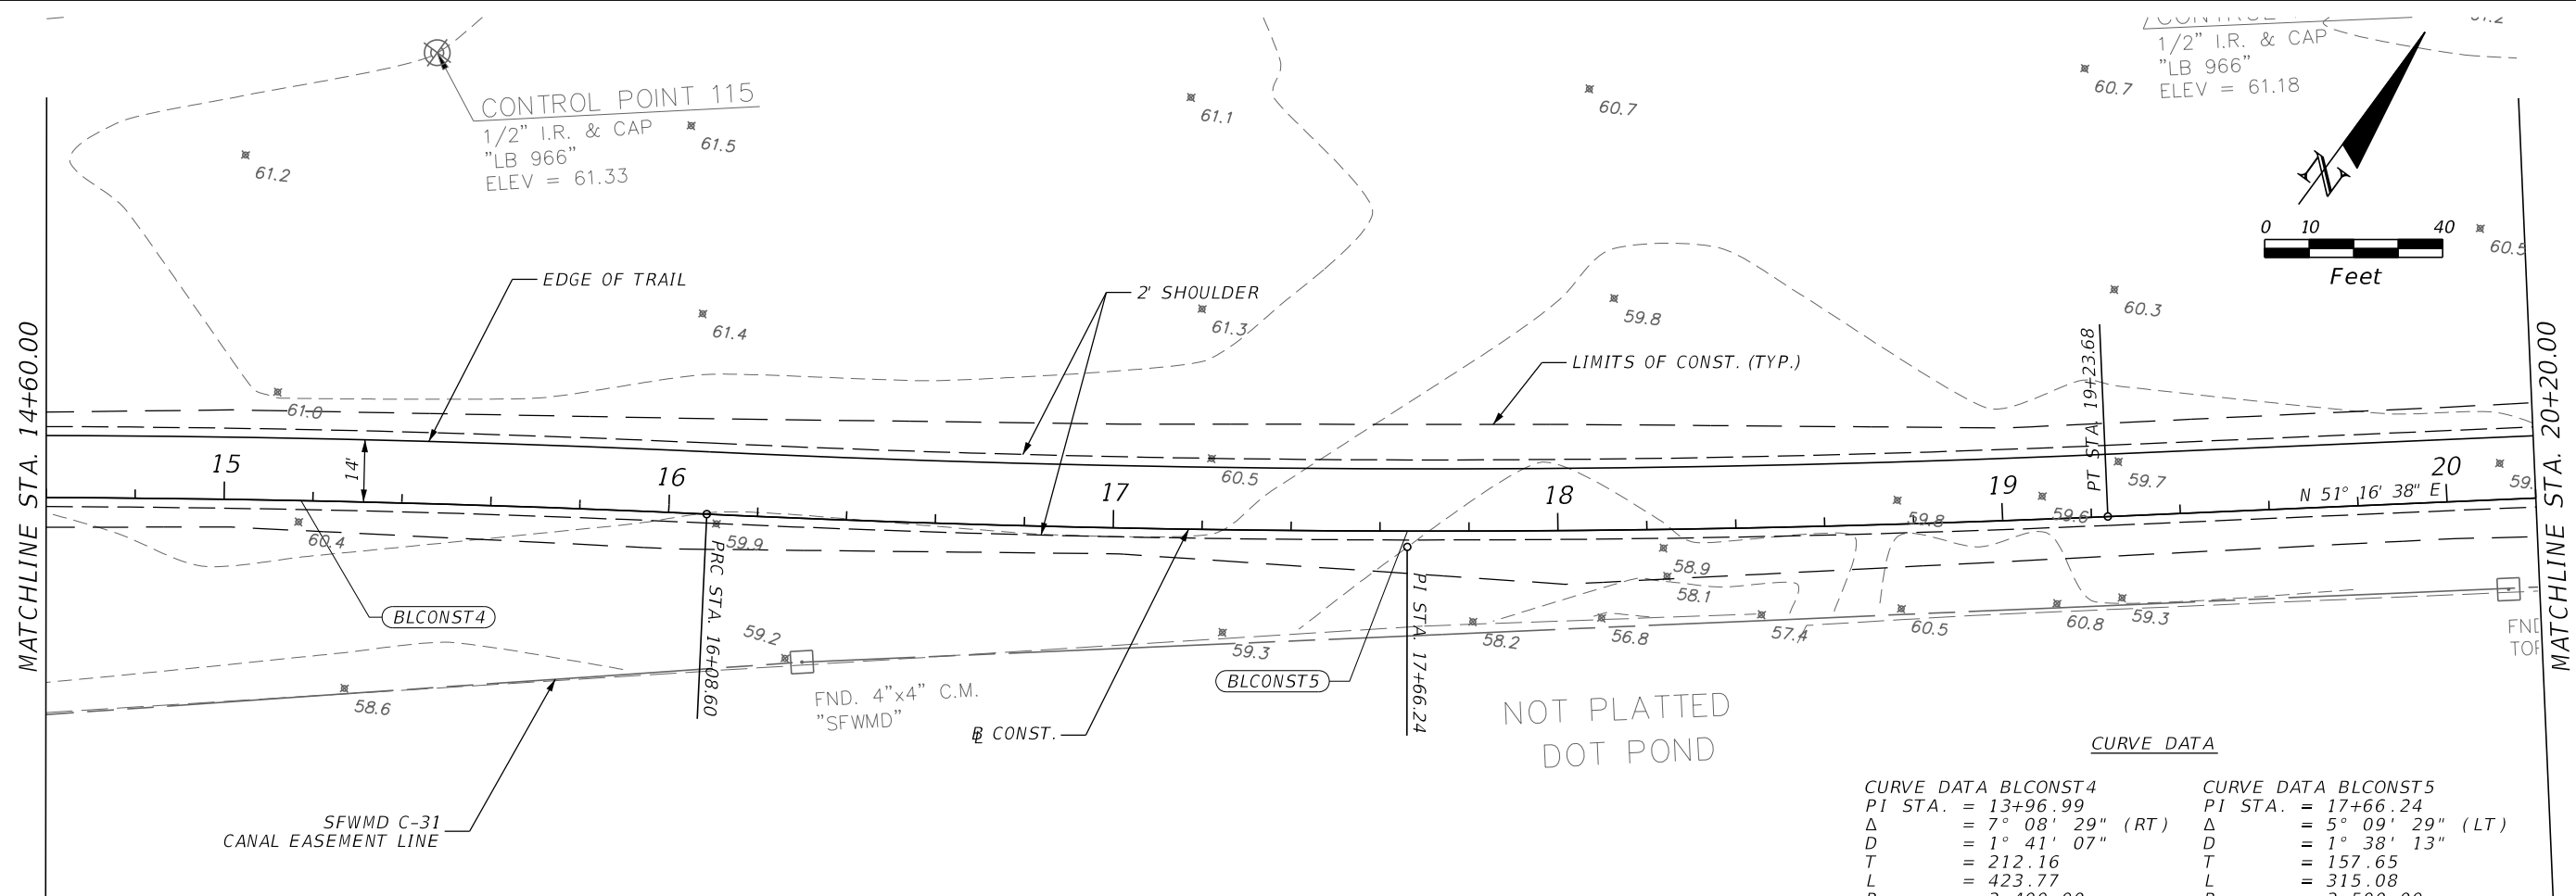 CONTROL POINT 115
1/2" I.R. & CAP
"LB 966"
ELEV = 61.33
CONTROL
1/2" I.R. & CAP
"LB 966"
ELEV = 61.18
61.2
61.5
61.1
60.7
60.7
60.5
0 10 40
Feet
N
EDGE OF TRAIL
2' SHOULDER
LIMITS OF CONST. (TYP.)
61.4
61.3
59.8
60.3
61.0
60.5
59.7
MATCHLINE STA. 14+60.00
MATCHLINE STA. 20+20.00
PT STA. 19+23.68
15
16
17
18
19
20
14'
N 51° 16' 38" E
60.4
59.9
59.8
59.6
58.9
58.1
BLCONST4
PRC STA. 16+08.60
59.2
59.3
58.2
56.8
57.4
60.5
60.8
59.3
58.6
BLCONST5
PI STA. 17+66.24
FND. 4"x4" C.M.
"SFWMD"
FND
BL CONST.
NOT PLATTED
DOT POND
SFWMD C-31
CANAL EASEMENT LINE
CURVE DATA
CURVE DATA BLCONST4
PI STA. = 13+96.99
Δ = 7° 08' 29" (RT)
D = 1° 41' 07"
T = 212.16
L = 423.77
CURVE DATA BLCONST5
PI STA. = 17+66.24
Δ = 5° 09' 29" (LT)
D = 1° 38' 13"
T = 157.65
L = 315.08